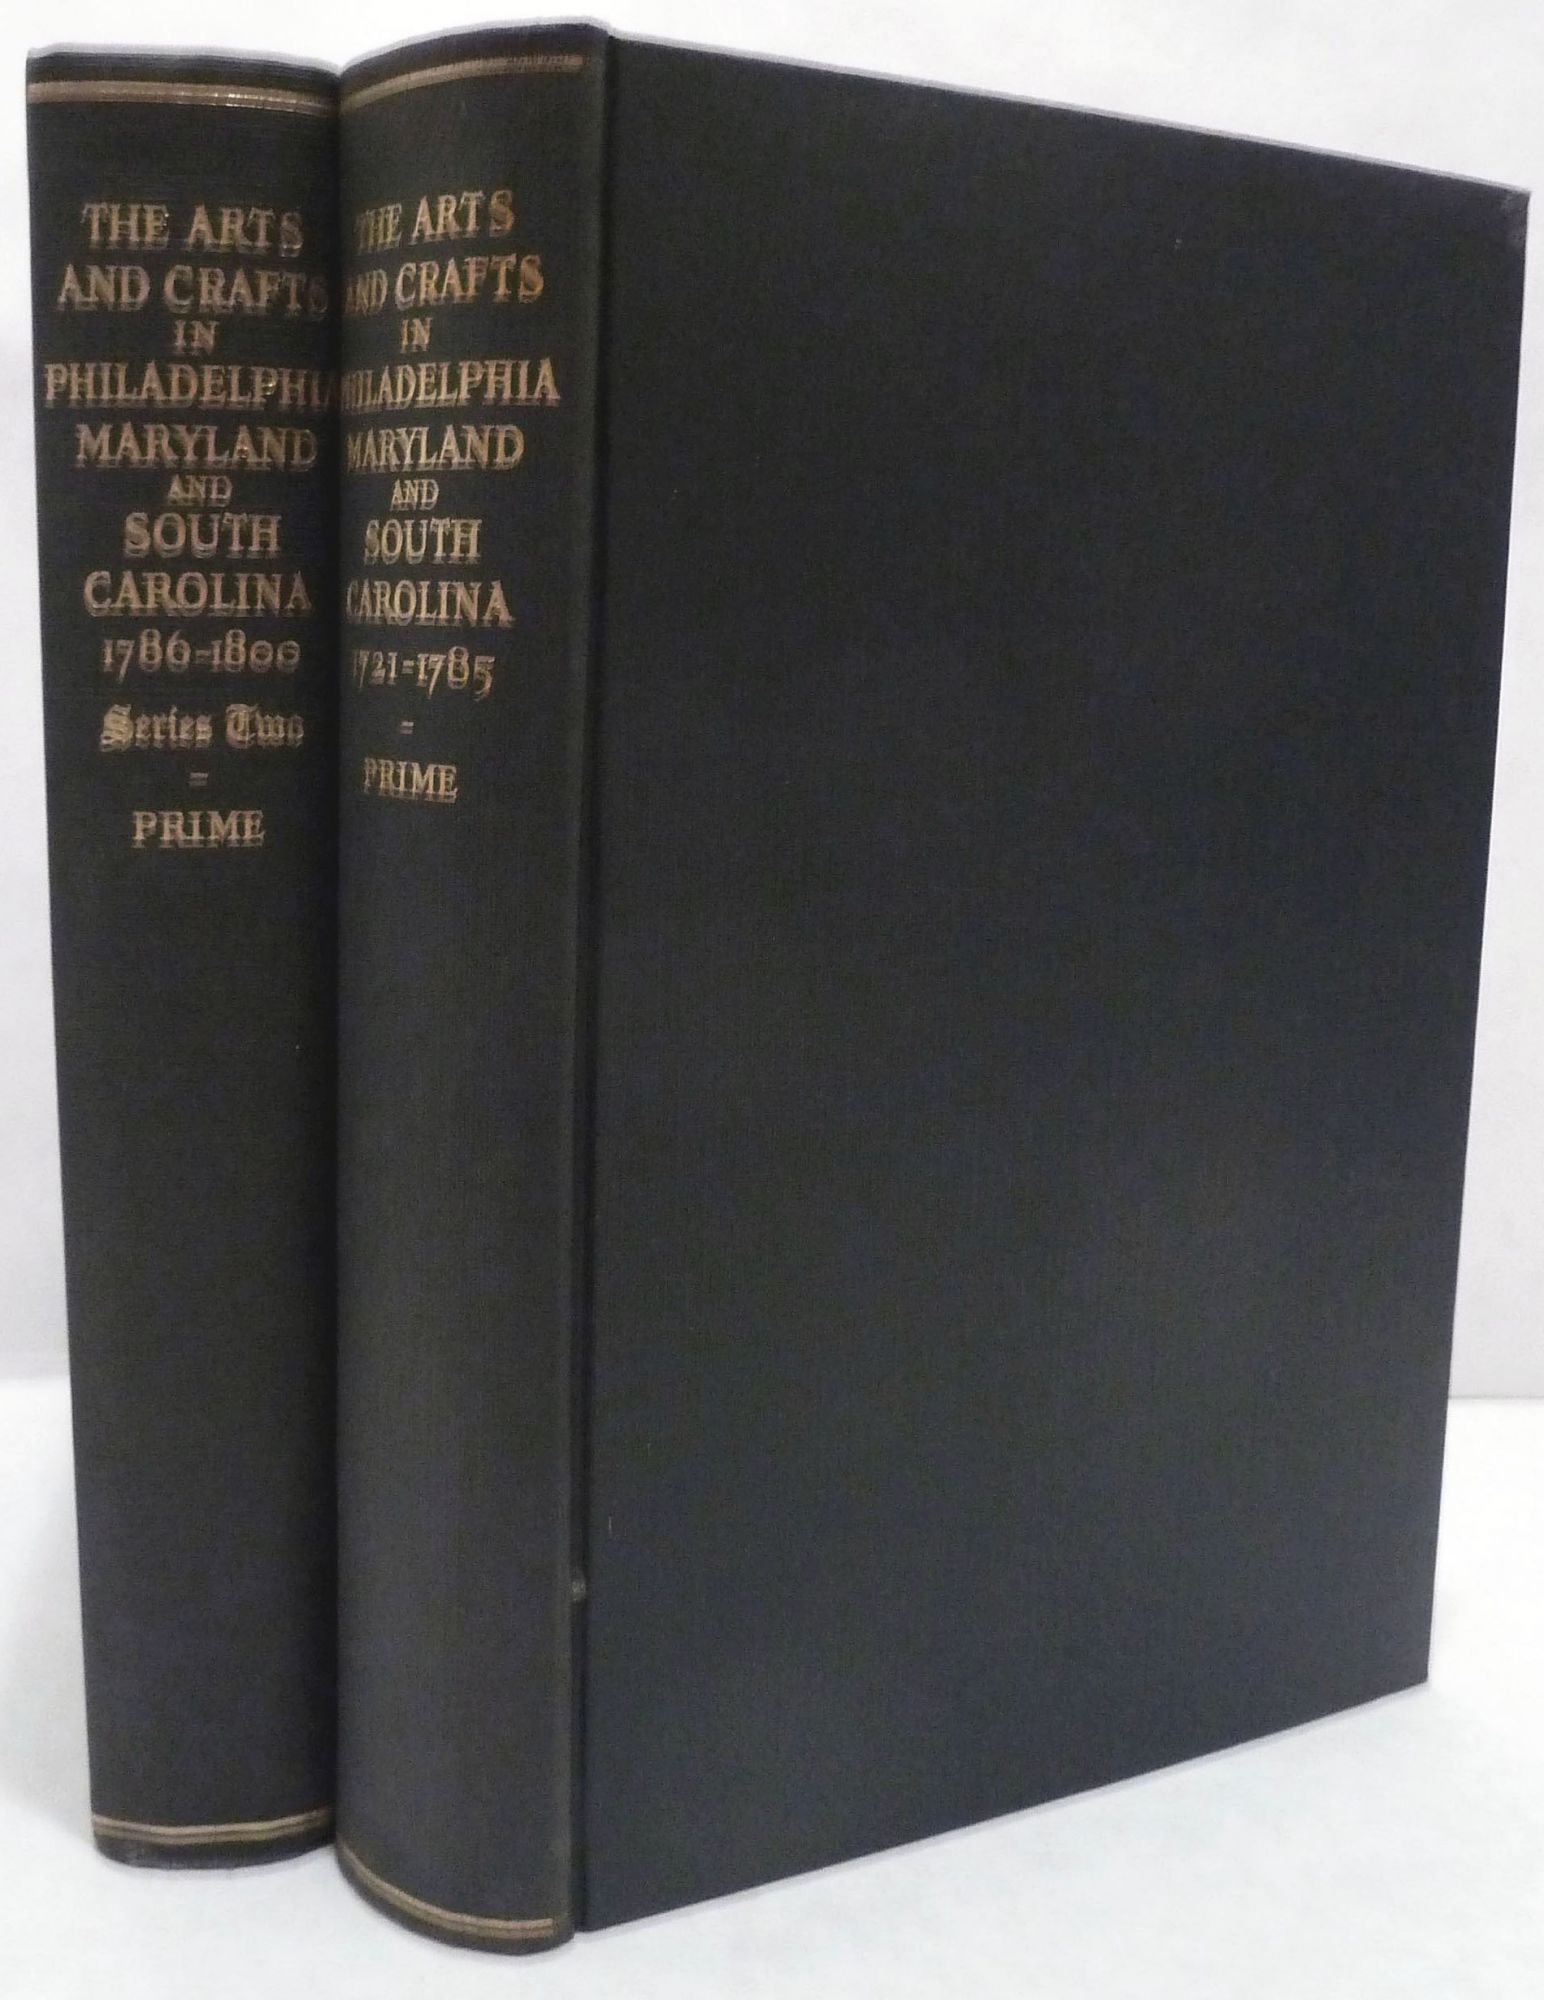 THE ARTS
AND CRAFTS
IN
PHILADELPHIA
MARYLAND
AND
SOUTH
CAROLINA
1786=1800
Series Two
=
PRIME
THE ARTS
AND CRAFTS
IN
PHILADELPHIA
MARYLAND
AND
SOUTH
CAROLINA
1721=1785
=
PRIME